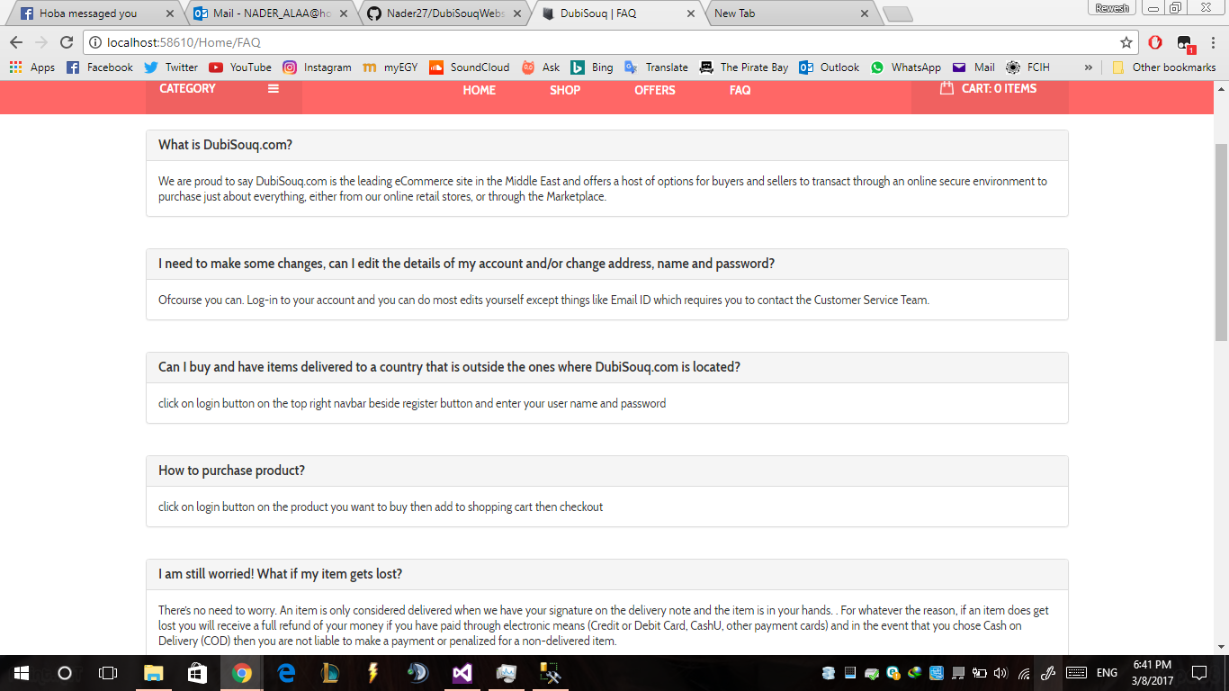 Hoba messaged you
Mail - NADER_ALAA@ho
Nader27/DubiSouqWebs
DubiSouq | FAQ
New Tab
Rewesh
localhost:58610/Home/FAQ
Apps Facebook Twitter YouTube Instagram myEGY SoundCloud Ask Bing Translate The Pirate Bay Outlook WhatsApp Mail FCIH » Other bookmarks
CATEGORY HOME SHOP OFFERS FAQ CART: 0 ITEMS
What is DubiSouq.com?
We are proud to say DubiSouq.com is the leading eCommerce site in the Middle East and offers a host of options for buyers and sellers to transact through an online secure environment to
purchase just about everything, either from our online retail stores, or through the Marketplace.
I need to make some changes, can I edit the details of my account and/or change address, name and password?
Ofcourse you can. Log-in to your account and you can do most edits yourself except things like Email ID which requires you to contact the Customer Service Team.
Can I buy and have items delivered to a country that is outside the ones where DubiSouq.com is located?
click on login button on the top right navbar beside register button and enter your user name and password
How to purchase product?
click on login button on the product you want to buy then add to shopping cart then checkout
I am still worried! What if my item gets lost?
There's no need to worry. An item is only considered delivered when we have your signature on the delivery note and the item is in your hands. . For whatever the reason, if an item does get
lost you will receive a full refund of your money if you have paid through electronic means (Credit or Debit Card, CashU, other payment cards) and in the event that you chose Cash on
Delivery (COD) then you are not liable to make a payment or penalized for a non-delivered item.
ENG
6:41 PM
3/8/2017